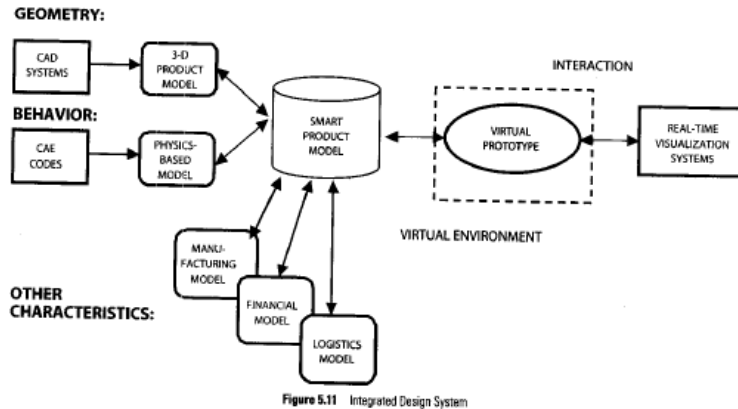 GEOMETRY:
CAD
SYSTEMS
3-D
PRODUCT
MODEL
BEHAVIOR:
CAE
CODES
PHYSICS-
BASED
MODEL
SMART
PRODUCT
MODEL
INTERACTION
VIRTUAL
PROTOTYPE
REAL-TIME
VISUALIZATION
SYSTEMS
VIRTUAL ENVIRONMENT
OTHER
CHARACTERISTICS:
MANU-
FACTURING
MODEL
FINANCIAL
MODEL
LOGISTICS
MODEL
Figure 5.11 Integrated Design System